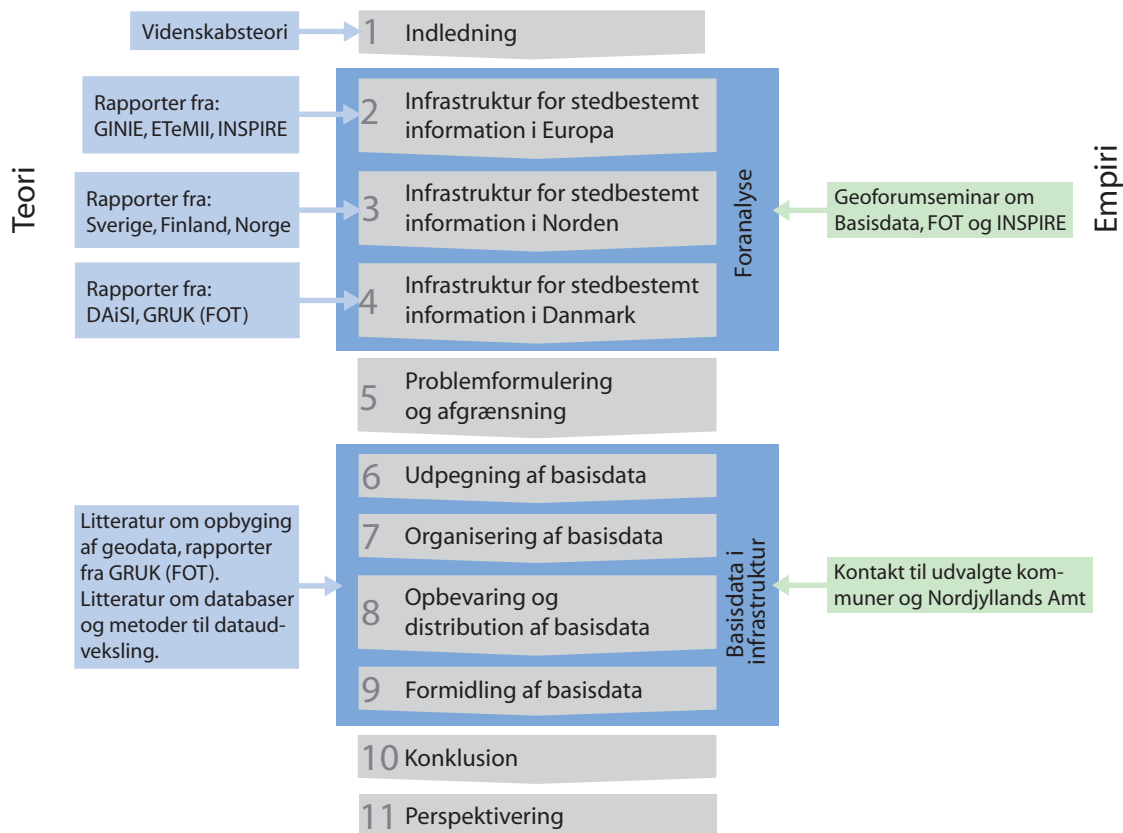 Teori
Empiri
Videnskabsteori
1 Indledning
Rapporter fra:
GINIE, ETeMII, INSPIRE
2 Infrastruktur for stedbestemt
information i Europa
Rapporter fra:
Sverige, Finland, Norge
3 Infrastruktur for stedbestemt
information i Norden
Rapporter fra:
DAiSI, GRUK (FOT)
4 Infrastruktur for stedbestemt
information i Danmark
Foranalyse
Geoforumseminar om
Basisdata, FOT og INSPIRE
5 Problemformulering
og afgrænsning
Litteratur om opbyging
af geodata, rapporter
fra GRUK (FOT).
Litteratur om databaser
og metoder til dataud-
veksling.
6 Udpegning af basisdata
7 Organisering af basisdata
8 Opbevaring og
distribution af basisdata
9 Formidling af basisdata
Basisdata i
infrastruktur
Kontakt til udvalgte kom-
muner og Nordjyllands Amt
10 Konklusion
11 Perspektivering